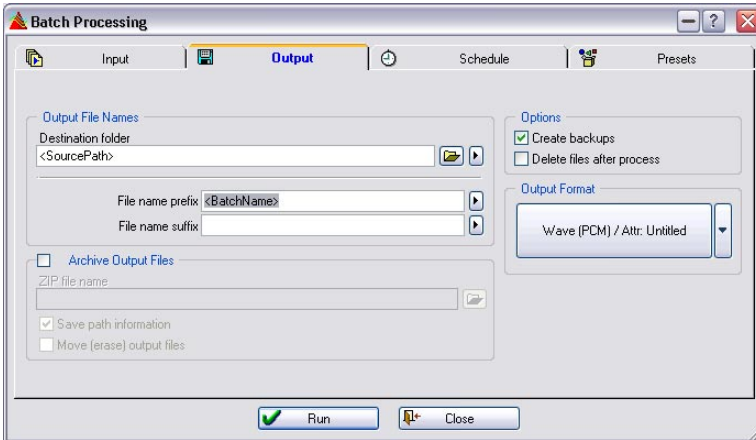 Batch Processing
Input
Output
Schedule
Presets
Output File Names
Destination folder
<SourcePath>
File name prefix <BatchName>
File name suffix
Archive Output Files
ZIP file name
Save path information
Move (erase) output files
Options
Create backups
Delete files after process
Output Format
Wave (PCM) / Attr: Untitled
Run
Close